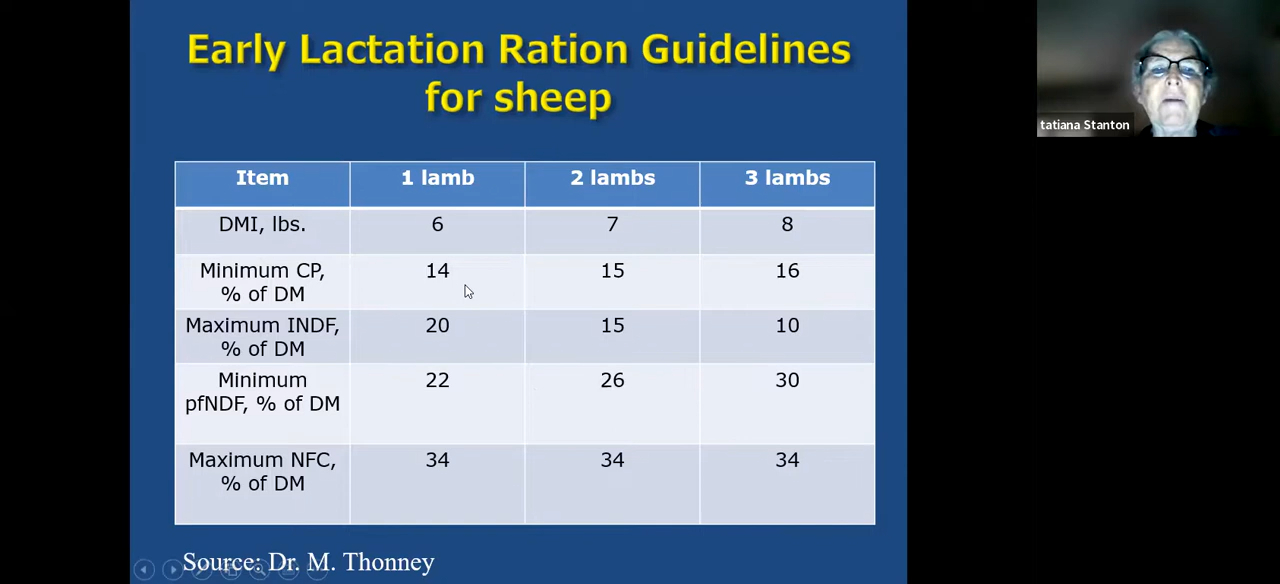 Early Lactation Ration Guidelines
for sheep
tatiana Stanton
Item 1 lamb 2 lambs 3 lambs
DMI, lbs. 6 7 8
Minimum CP, 14 15 16
% of DM
Maximum INDF, 20 15 10
% of DM
Minimum 22 26 30
pfNDF, % of DM
Maximum NFC, 34 34 34
% of DM
Source: Dr. M. Thonney